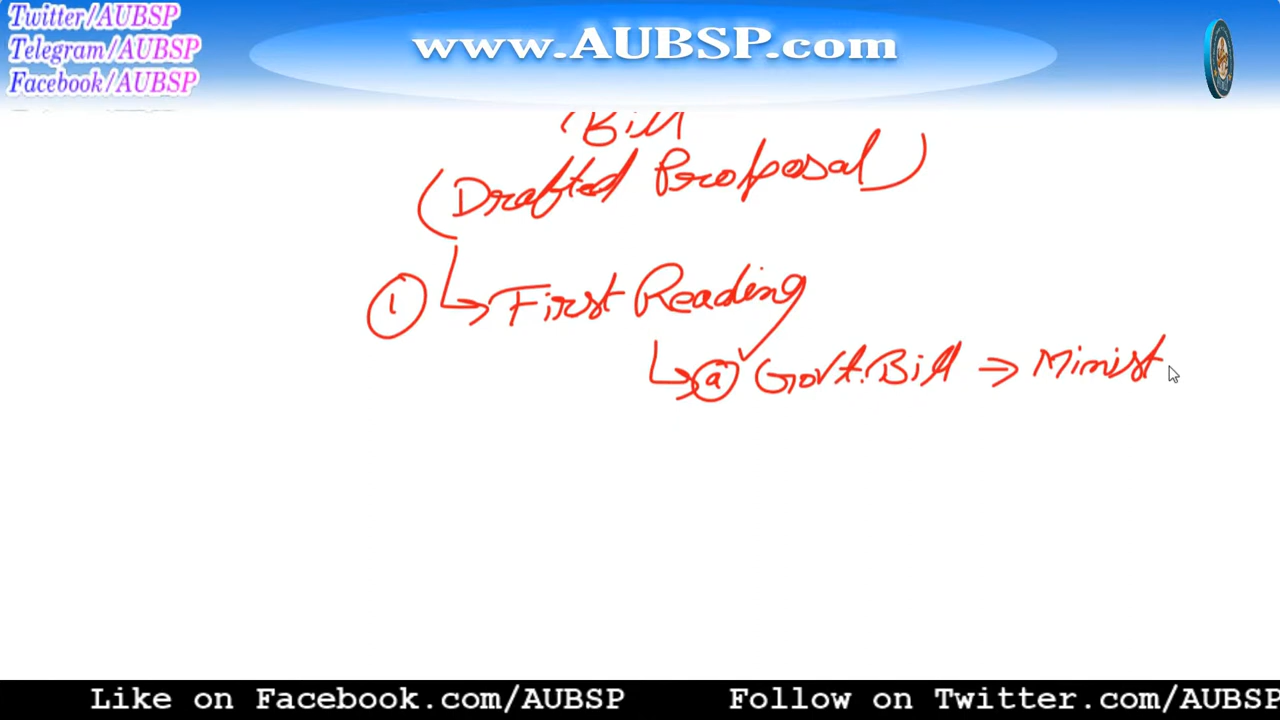 Twitter/AUBSP
Telegram/AUBSP
Facebook/AUBSP
www.AUBSP.com
(Bill
(Drafted Proposal)
1 → First Reading
→ a Govt. Bill → Minist
Like on Facebook.com/AUBSP Follow on Twitter.com/AUBSP